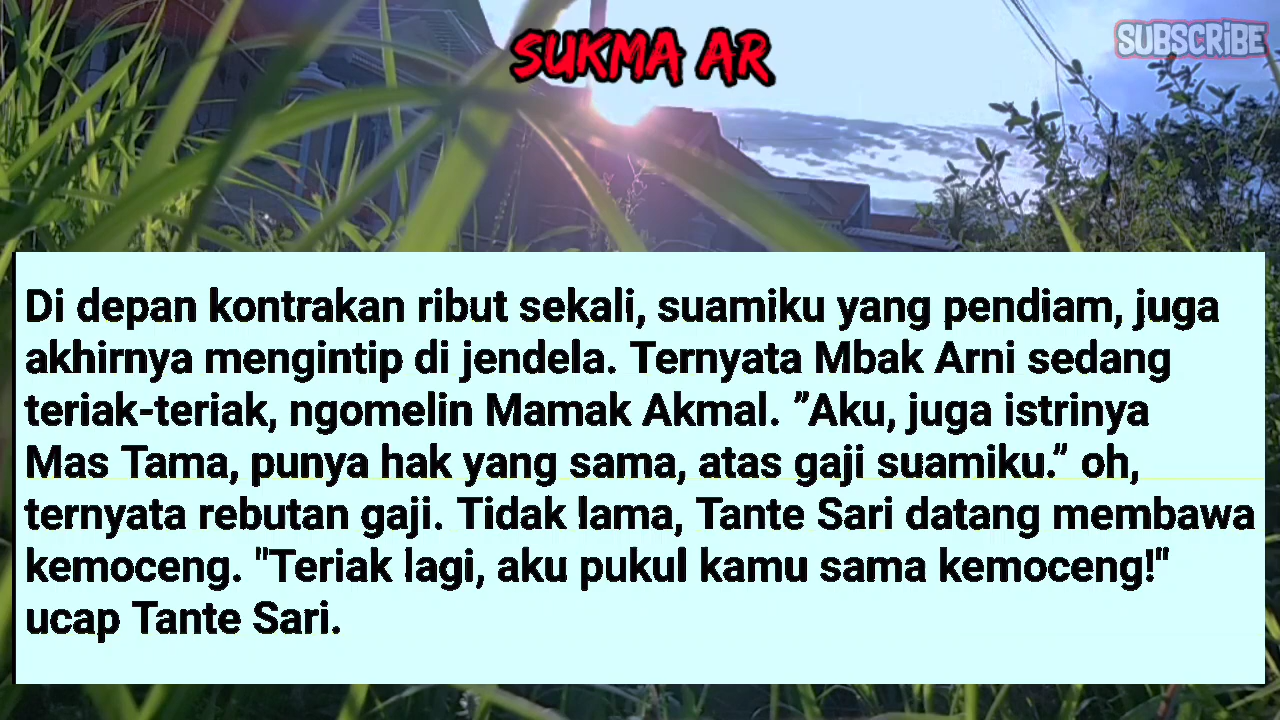 SUKMA AR
SUBSCRiBE
Di depan kontrakan ribut sekali, suamiku yang pendiam, juga
akhirnya mengintip di jendela. Ternyata Mbak Arni sedang
teriak-teriak, ngomelin Mamak Akmal. ”Aku, juga istrinya
Mas Tama, punya hak yang sama, atas gaji suamiku.” oh,
ternyata rebutan gaji. Tidak lama, Tante Sari datang membawa
kemoceng. "Teriak lagi, aku pukul kamu sama kemoceng!"
ucap Tante Sari.